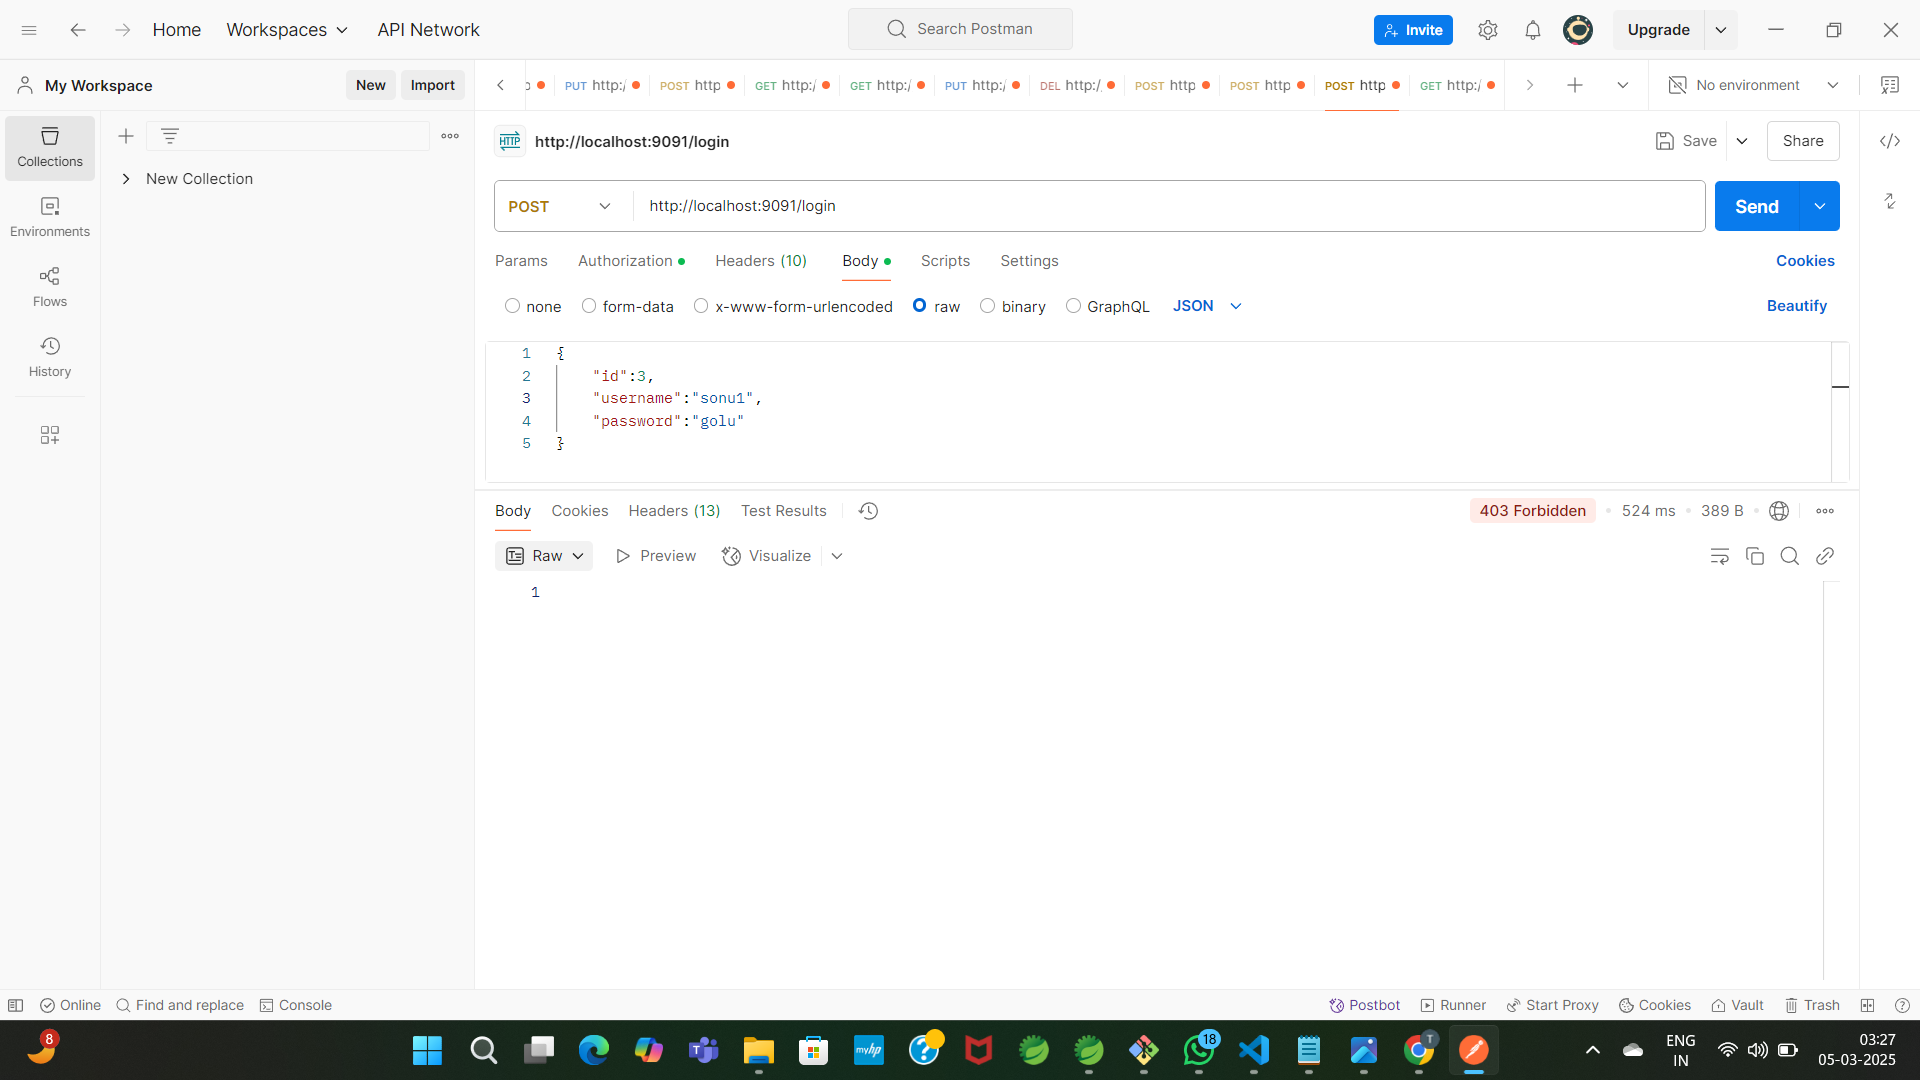 Home Workspaces API Network
Search Postman
Invite
Upgrade
My Workspace
New Import
PUT http:/
POST http
GET http:/
GET http:/
PUT http:/
DEL http:/
POST http
POST http
POST http
GET http:/
No environment
Collections
Environments
Flows
History
New Collection
HTTP http://localhost:9091/login
Save Share
POST http://localhost:9091/login
Send
Params Authorization Headers (10) Body Scripts Settings Cookies
none form-data x-www-form-urlencoded raw binary GraphQL JSON Beautify
1 {
2 "id":3,
3 "username":"sonu1",
4 "password":"golu"
5 }
Body Cookies Headers (13) Test Results 403 Forbidden 524 ms 389 B
Raw Preview Visualize
1
Online Find and replace Console Postbot Runner Start Proxy Cookies Vault Trash
8
myhp
18
T
ENG
IN
03:27
05-03-2025